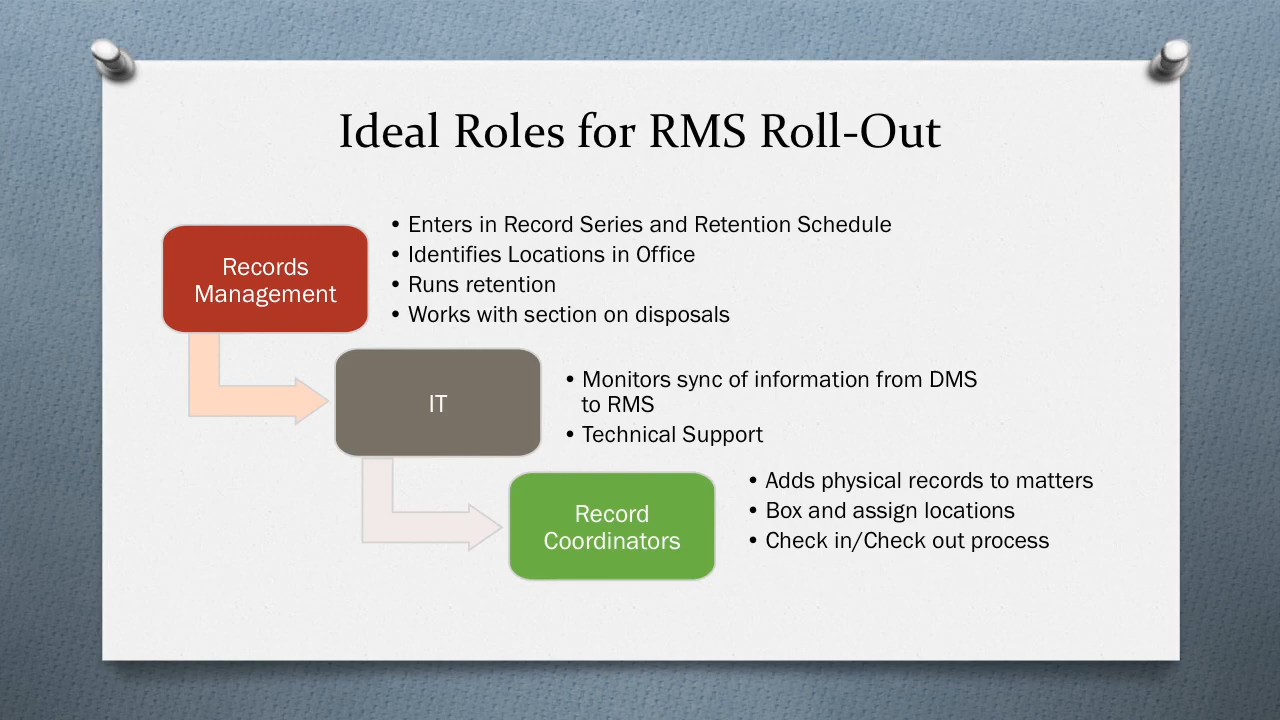 Ideal Roles for RMS Roll-Out
Records
Management
• Enters in Record Series and Retention Schedule
• Identifies Locations in Office
• Runs retention
• Works with section on disposals
IT
• Monitors sync of information from DMS
to RMS
• Technical Support
Record
Coordinators
• Adds physical records to matters
• Box and assign locations
• Check in/Check out process